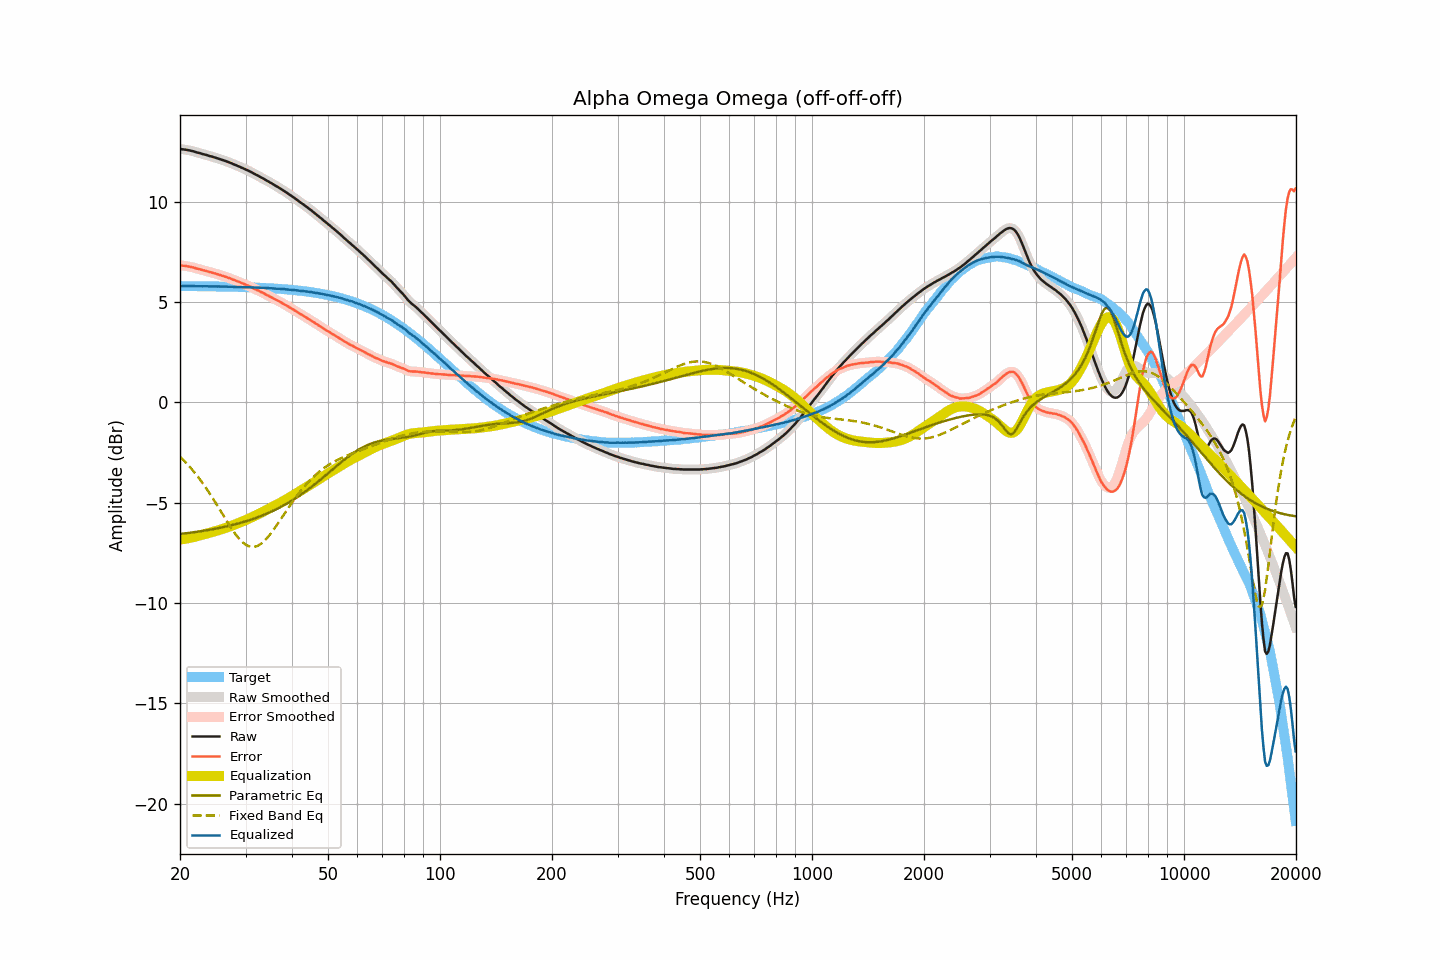 Alpha Omega Omega (off-off-off)
10
5
0
−5
−10
−15
−20
Amplitude (dBr)
Target
Raw Smoothed
Error Smoothed
Raw
Error
Equalization
Parametric Eq
Fixed Band Eq
Equalized
20 50 100 200 500 1000 2000 5000 10000 20000
Frequency (Hz)